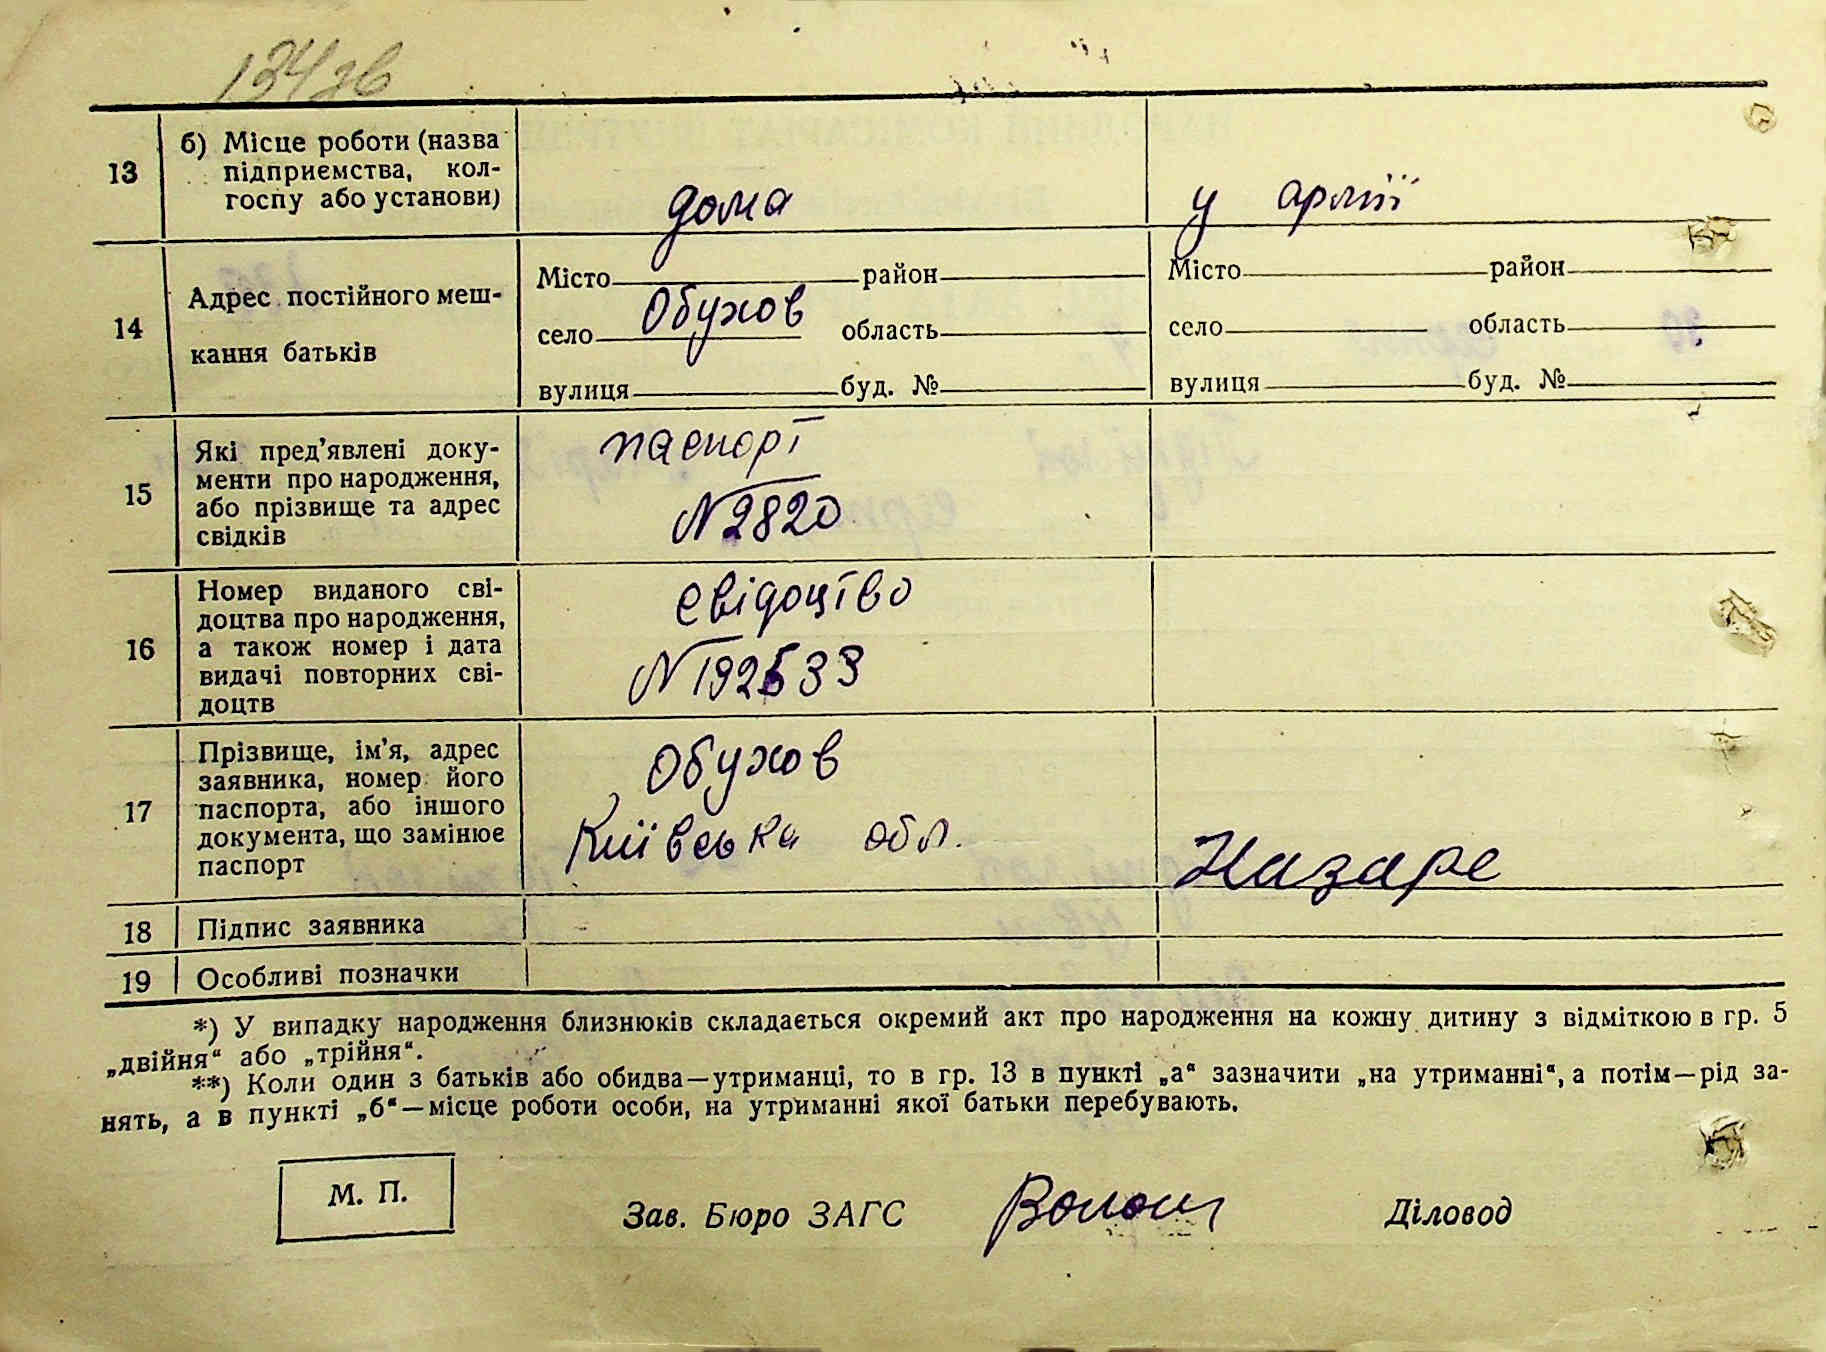 134зв
13
б) Місце роботи (назва
підприємства, кол-
госпу або установи)
дома
у армії
14
Адрес постійного меш-
кання батьків
Місто район
село Обухов область
вулиця буд. №
Місто район
село область
вулиця буд. №
15
Які пред’явлені доку-
менти про народження,
або прізвище та адрес
свідків
паспорт
№2820
16
Номер виданого сві-
доцтва про народження,
а також номер і дата
видачі повторних сві-
доцтв
свідоцтво
№192533
17
Прізвище, ім’я, адрес
заявника, номер його
паспорта, або іншого
документа, що замінює
паспорт
Обухов
Київська обл.
Назаре
18 Підпис заявника
19 Особливі позначки
*) У випадку народження близнюків складається окремий акт про народження на кожну дитину з відміткою в гр. 5
„двійня“ або „трійня“.
**) Коли один з батьків або обидва—утриманці, то в гр. 13 в пункті „а“ зазначити „на утриманні“, а потім—рід за-
нять, а в пункті „б“—місце роботи особи, на утриманні якої батьки перебувають.
М. П.
Зав. Бюро ЗАГС
Діловод